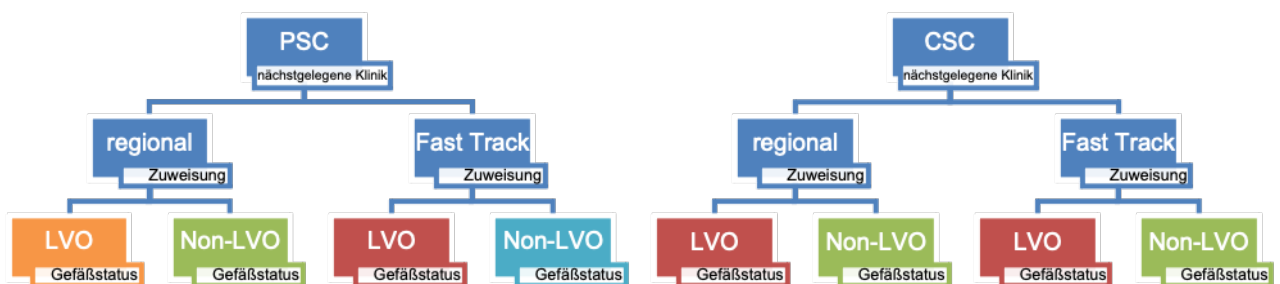 PSC
nächstgelegene Klinik
CSC
nächstgelegene Klinik
regional
Zuweisung
Fast Track
Zuweisung
regional
Zuweisung
Fast Track
Zuweisung
LVO
Gefäßstatus
Non-LVO
Gefäßstatus
LVO
Gefäßstatus
Non-LVO
Gefäßstatus
LVO
Gefäßstatus
Non-LVO
Gefäßstatus
LVO
Gefäßstatus
Non-LVO
Gefäßstatus